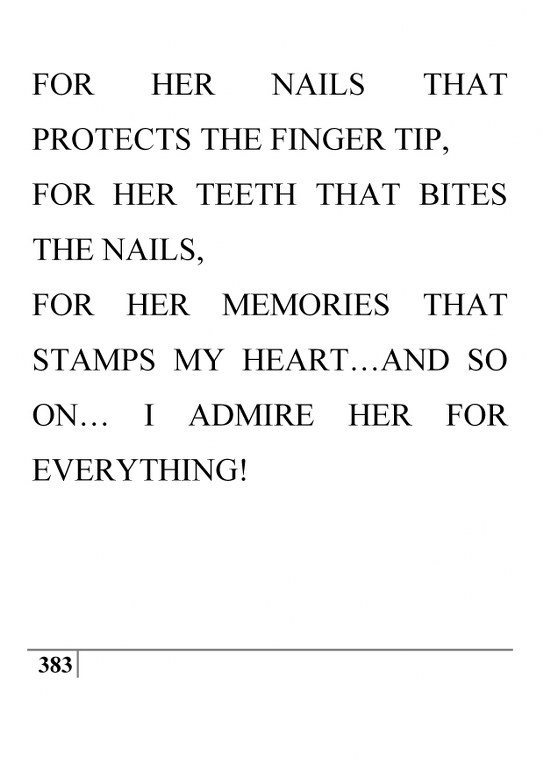 FOR HER NAILS THAT
PROTECTS THE FINGER TIP,
FOR HER TEETH THAT BITES
THE NAILS,
FOR HER MEMORIES THAT
STAMPS MY HEART…AND SO
ON… I ADMIRE HER FOR
EVERYTHING!
383